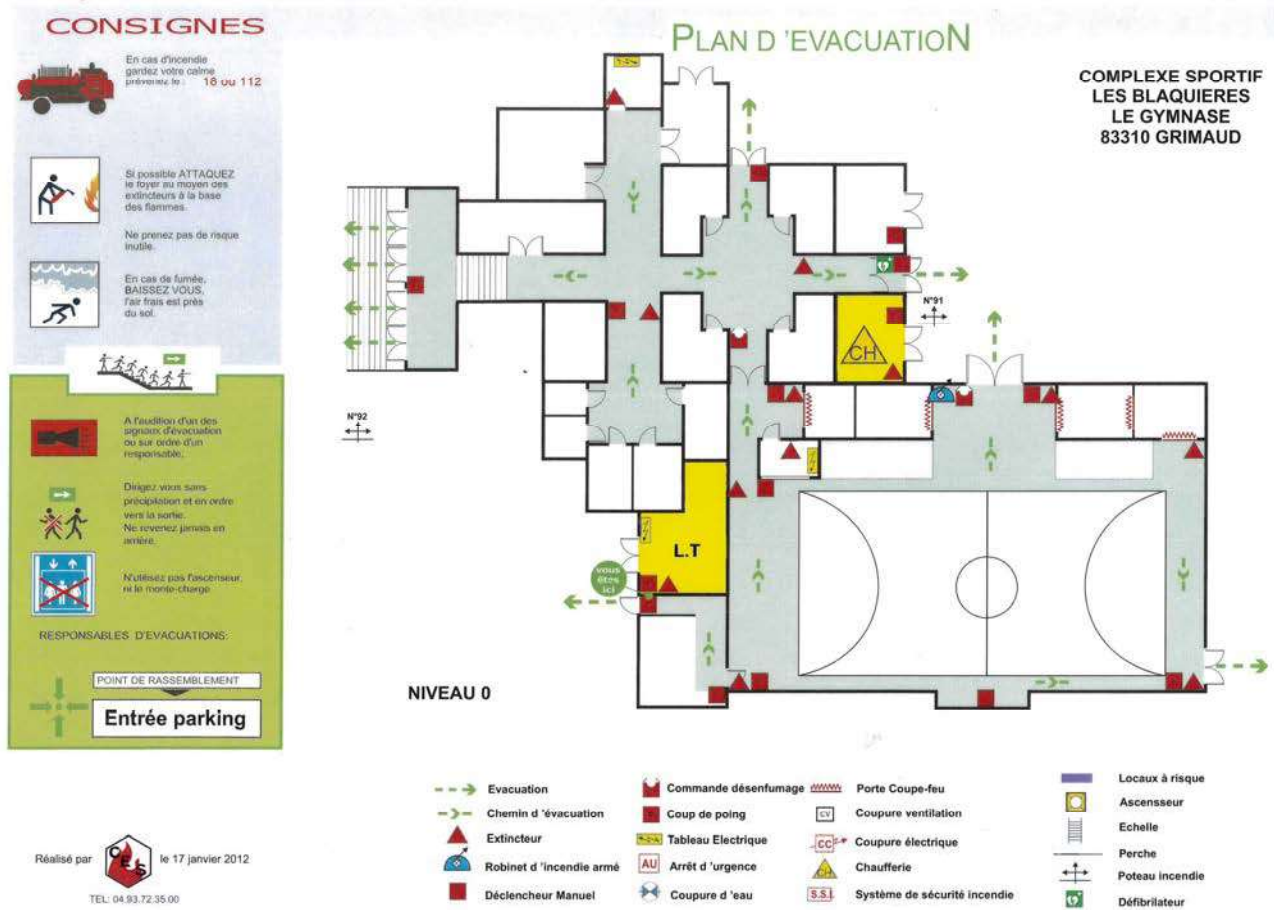 CONSIGNES
En cas d'incendie
gardez votre calme
prévenez le : 18 ou 112
Si possible ATTAQUEZ
le foyer au moyen des
extincteurs à la base
des flammes.
Ne prenez pas de risque
inutile.
En cas de fumée,
BAISSEZ VOUS,
l'air frais est près
du sol.
A l'audition d'un des
signaux d'évacuation
ou sur ordre d'un
responsable.
Dirigez vous sans
précipitation et en ordre
vers la sortie.
Ne revenez jamais en
arrière.
N'utilisez pas l'ascenseur,
ni le monte-charge
RESPONSABLES D'EVACUATIONS:
POINT DE RASSEMBLEMENT
Entrée parking
Réalisé par CES le 17 janvier 2012
TEL: 04.93.72.35.00
PLAN D 'EVACUATION
COMPLEXE SPORTIF
LES BLAQUIERES
LE GYMNASE
83310 GRIMAUD
N°91
CH
N°92
L.T
vous
êtes
ici
NIVEAU 0
Evacuation
Chemin d 'évacuation
Extincteur
Robinet d 'incendie armé
Déclencheur Manuel
Commande désenfumage
Coup de poing
Tableau Electrique
AU Arrêt d 'urgence
Coupure d 'eau
Porte Coupe-feu
CV Coupure ventilation
CC Coupure électrique
CH Chaufferie
S.S.I. Système de sécurité incendie
Locaux à risque
Ascensseur
Echelle
Perche
Poteau incendie
Défibrilateur